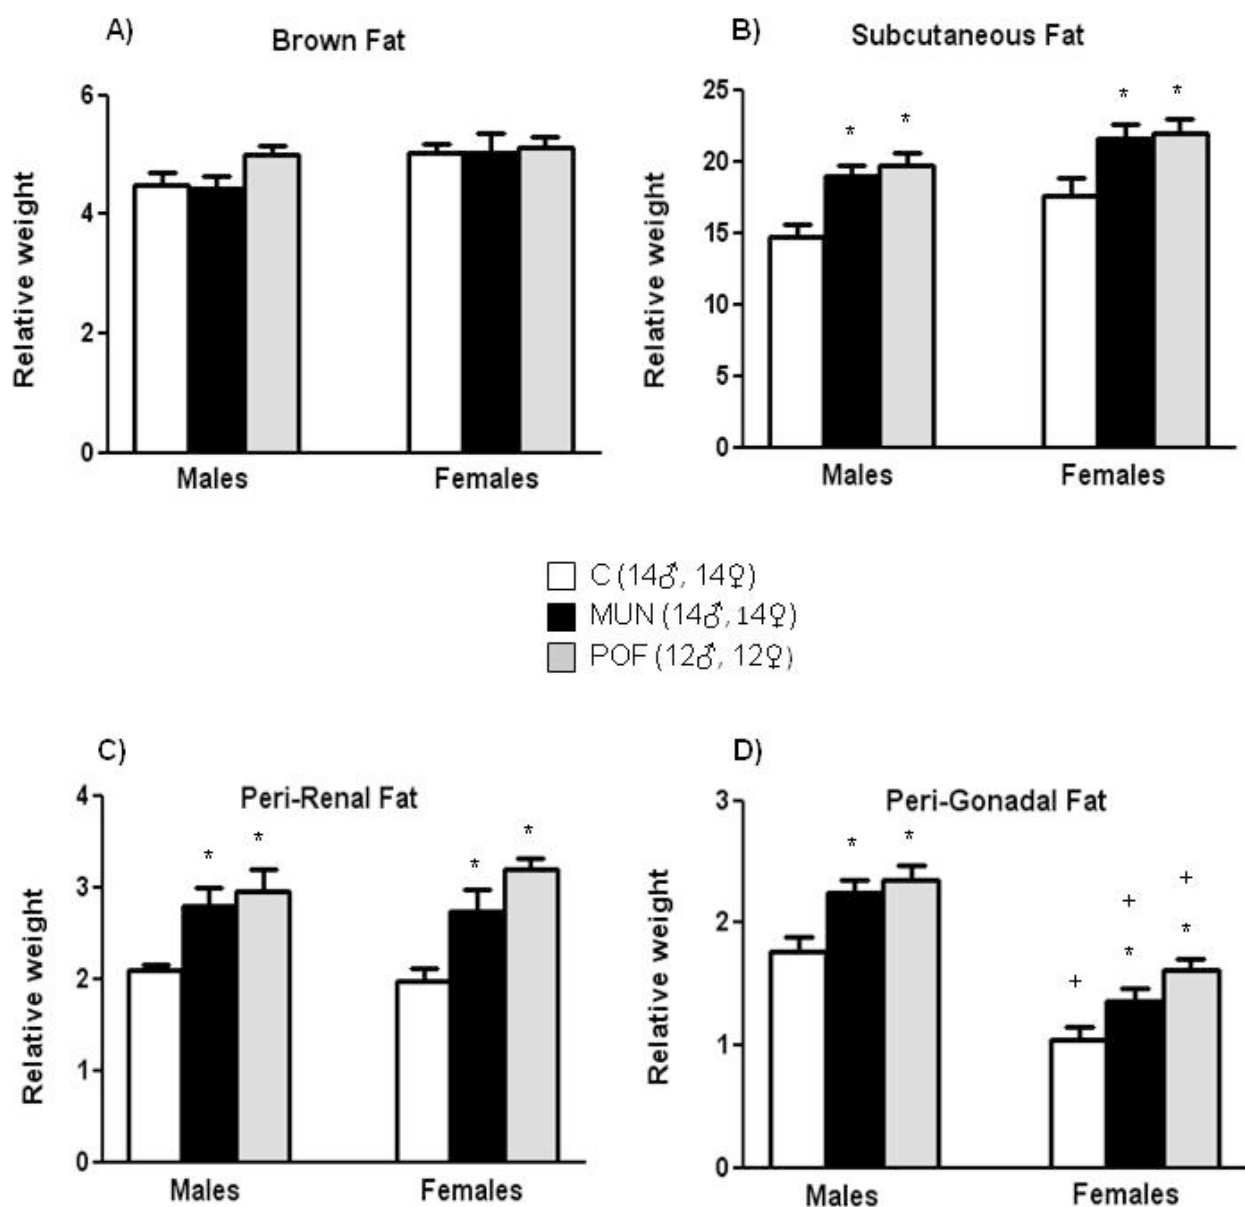 A)
Brown Fat
6
4
2
0
Relative weight
Males
Females
B)
Subcutaneous Fat
25
20
15
10
5
0
Relative weight
* * * *
Males
Females
C (14♂, 14♀)
MUN (14♂, 14♀)
POF (12♂, 12♀)
C)
Peri-Renal Fat
4
3
2
1
0
Relative weight
* * * *
Males
Females
D)
Peri-Gonadal Fat
3
2
1
0
Relative weight
* *
+ + +
* *
Males
Females